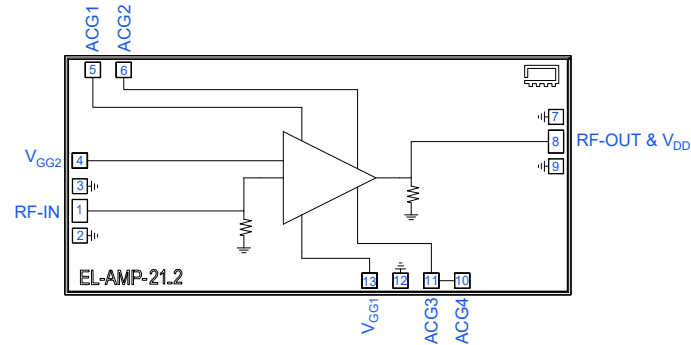 ACG1
ACG2
5
6
7
8
RF-OUT & VDD
9
VGG2
4
3
RF-IN
1
2
EL-AMP-21.2
13
12
11
10
VGG1
ACG3
ACG4